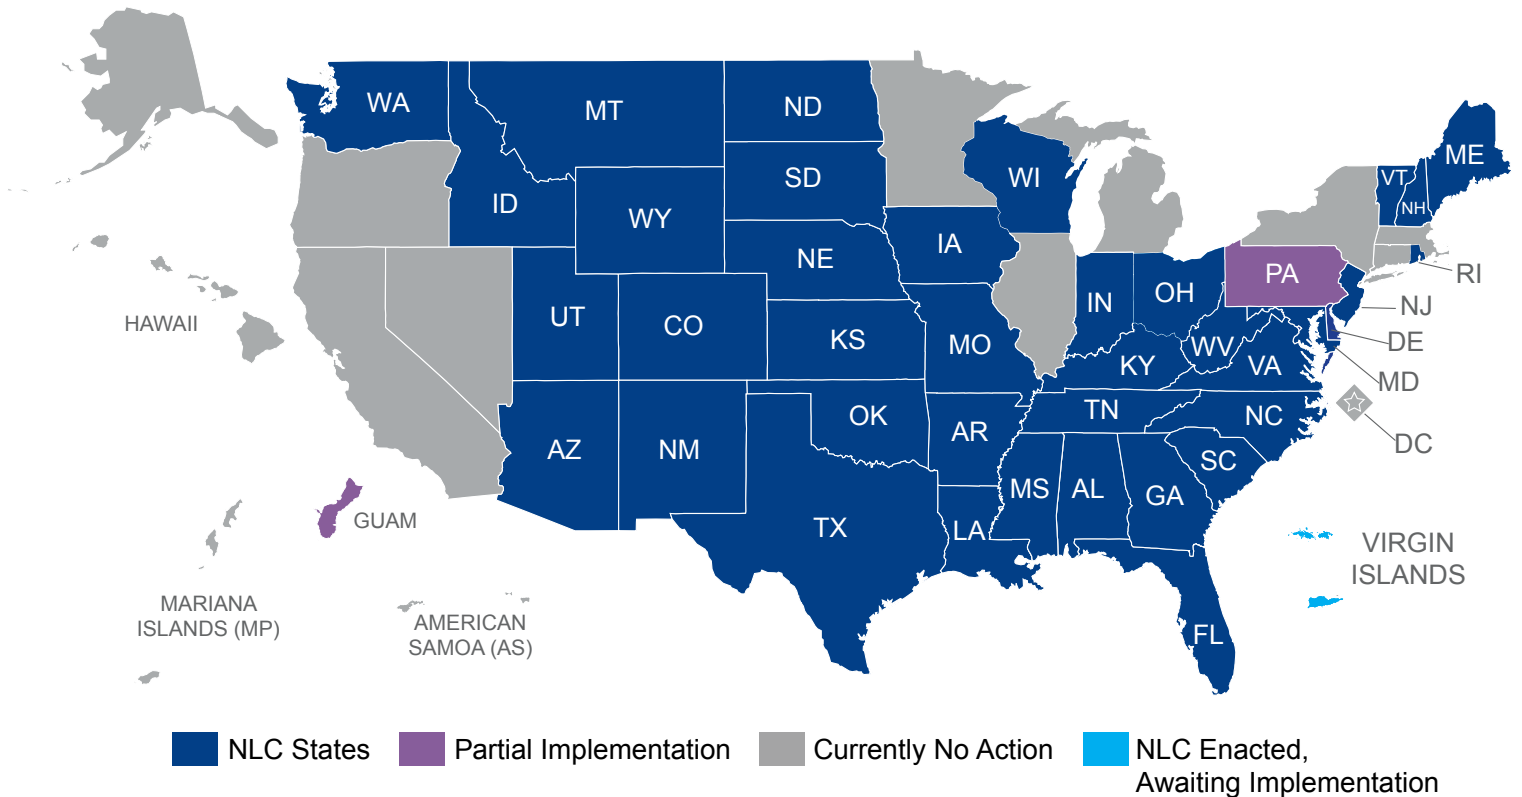 WA
MT
ND
ME
VT
NH
SD
WI
ID
WY
IA
NE
PA
RI
IN
OH
NJ
HAWAII
UT
CO
KS
MO
WV
DE
KY
VA
MD
TN
NC
OK
AR
DC
AZ
NM
SC
MS
AL
GA
GUAM
TX
LA
VIRGIN
ISLANDS
MARIANA
ISLANDS (MP)
AMERICAN
SAMOA (AS)
FL
NLC States
Partial Implementation
Currently No Action
NLC Enacted,
Awaiting Implementation